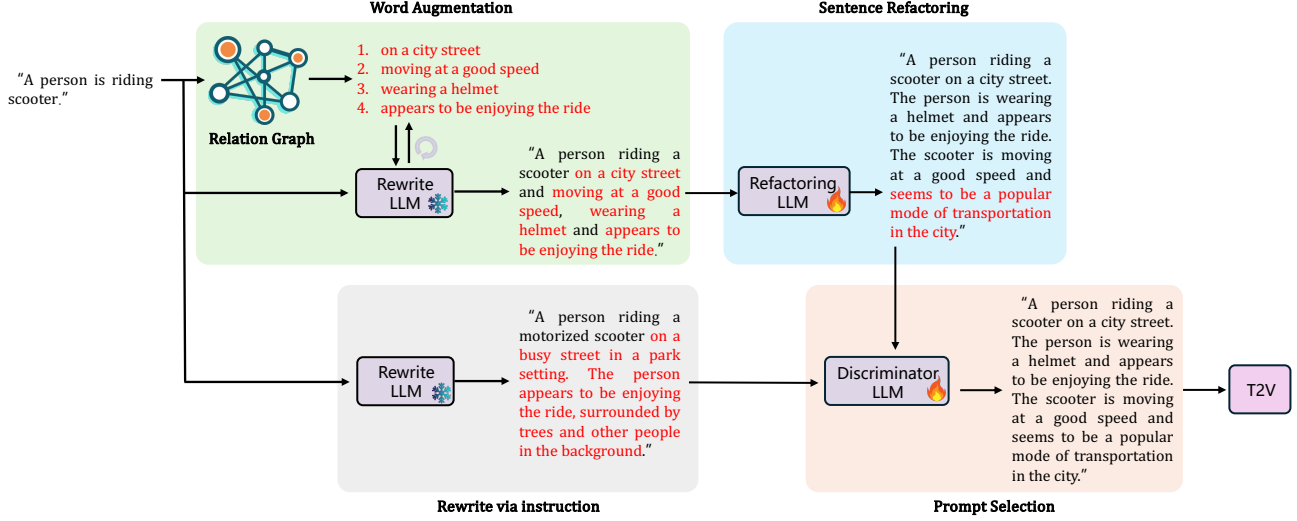 Word Augmentation
Sentence Refactoring
"A person is riding
scooter."
Relation Graph
1. on a city street
2. moving at a good speed
3. wearing a helmet
4. appears to be enjoying the ride
Rewrite
LLM
"A person riding a
scooter on a city street
and moving at a good
speed, wearing a
helmet and appears to
be enjoying the ride."
Refactoring
LLM
"A person riding a
scooter on a city street.
The person is wearing
a helmet and appears
to be enjoying the ride.
The scooter is moving
at a good speed and
seems to be a popular
mode of transportation
in the city."
Rewrite
LLM
"A person riding a
motorized scooter on a
busy street in a park
setting. The person
appears to be enjoying
the ride, surrounded by
trees and other people
in the background."
Discriminator
LLM
"A person riding a
scooter on a city street.
The person is wearing
a helmet and appears
to be enjoying the ride.
The scooter is moving
at a good speed and
seems to be a popular
mode of transportation
in the city."
T2V
Rewrite via instruction
Prompt Selection